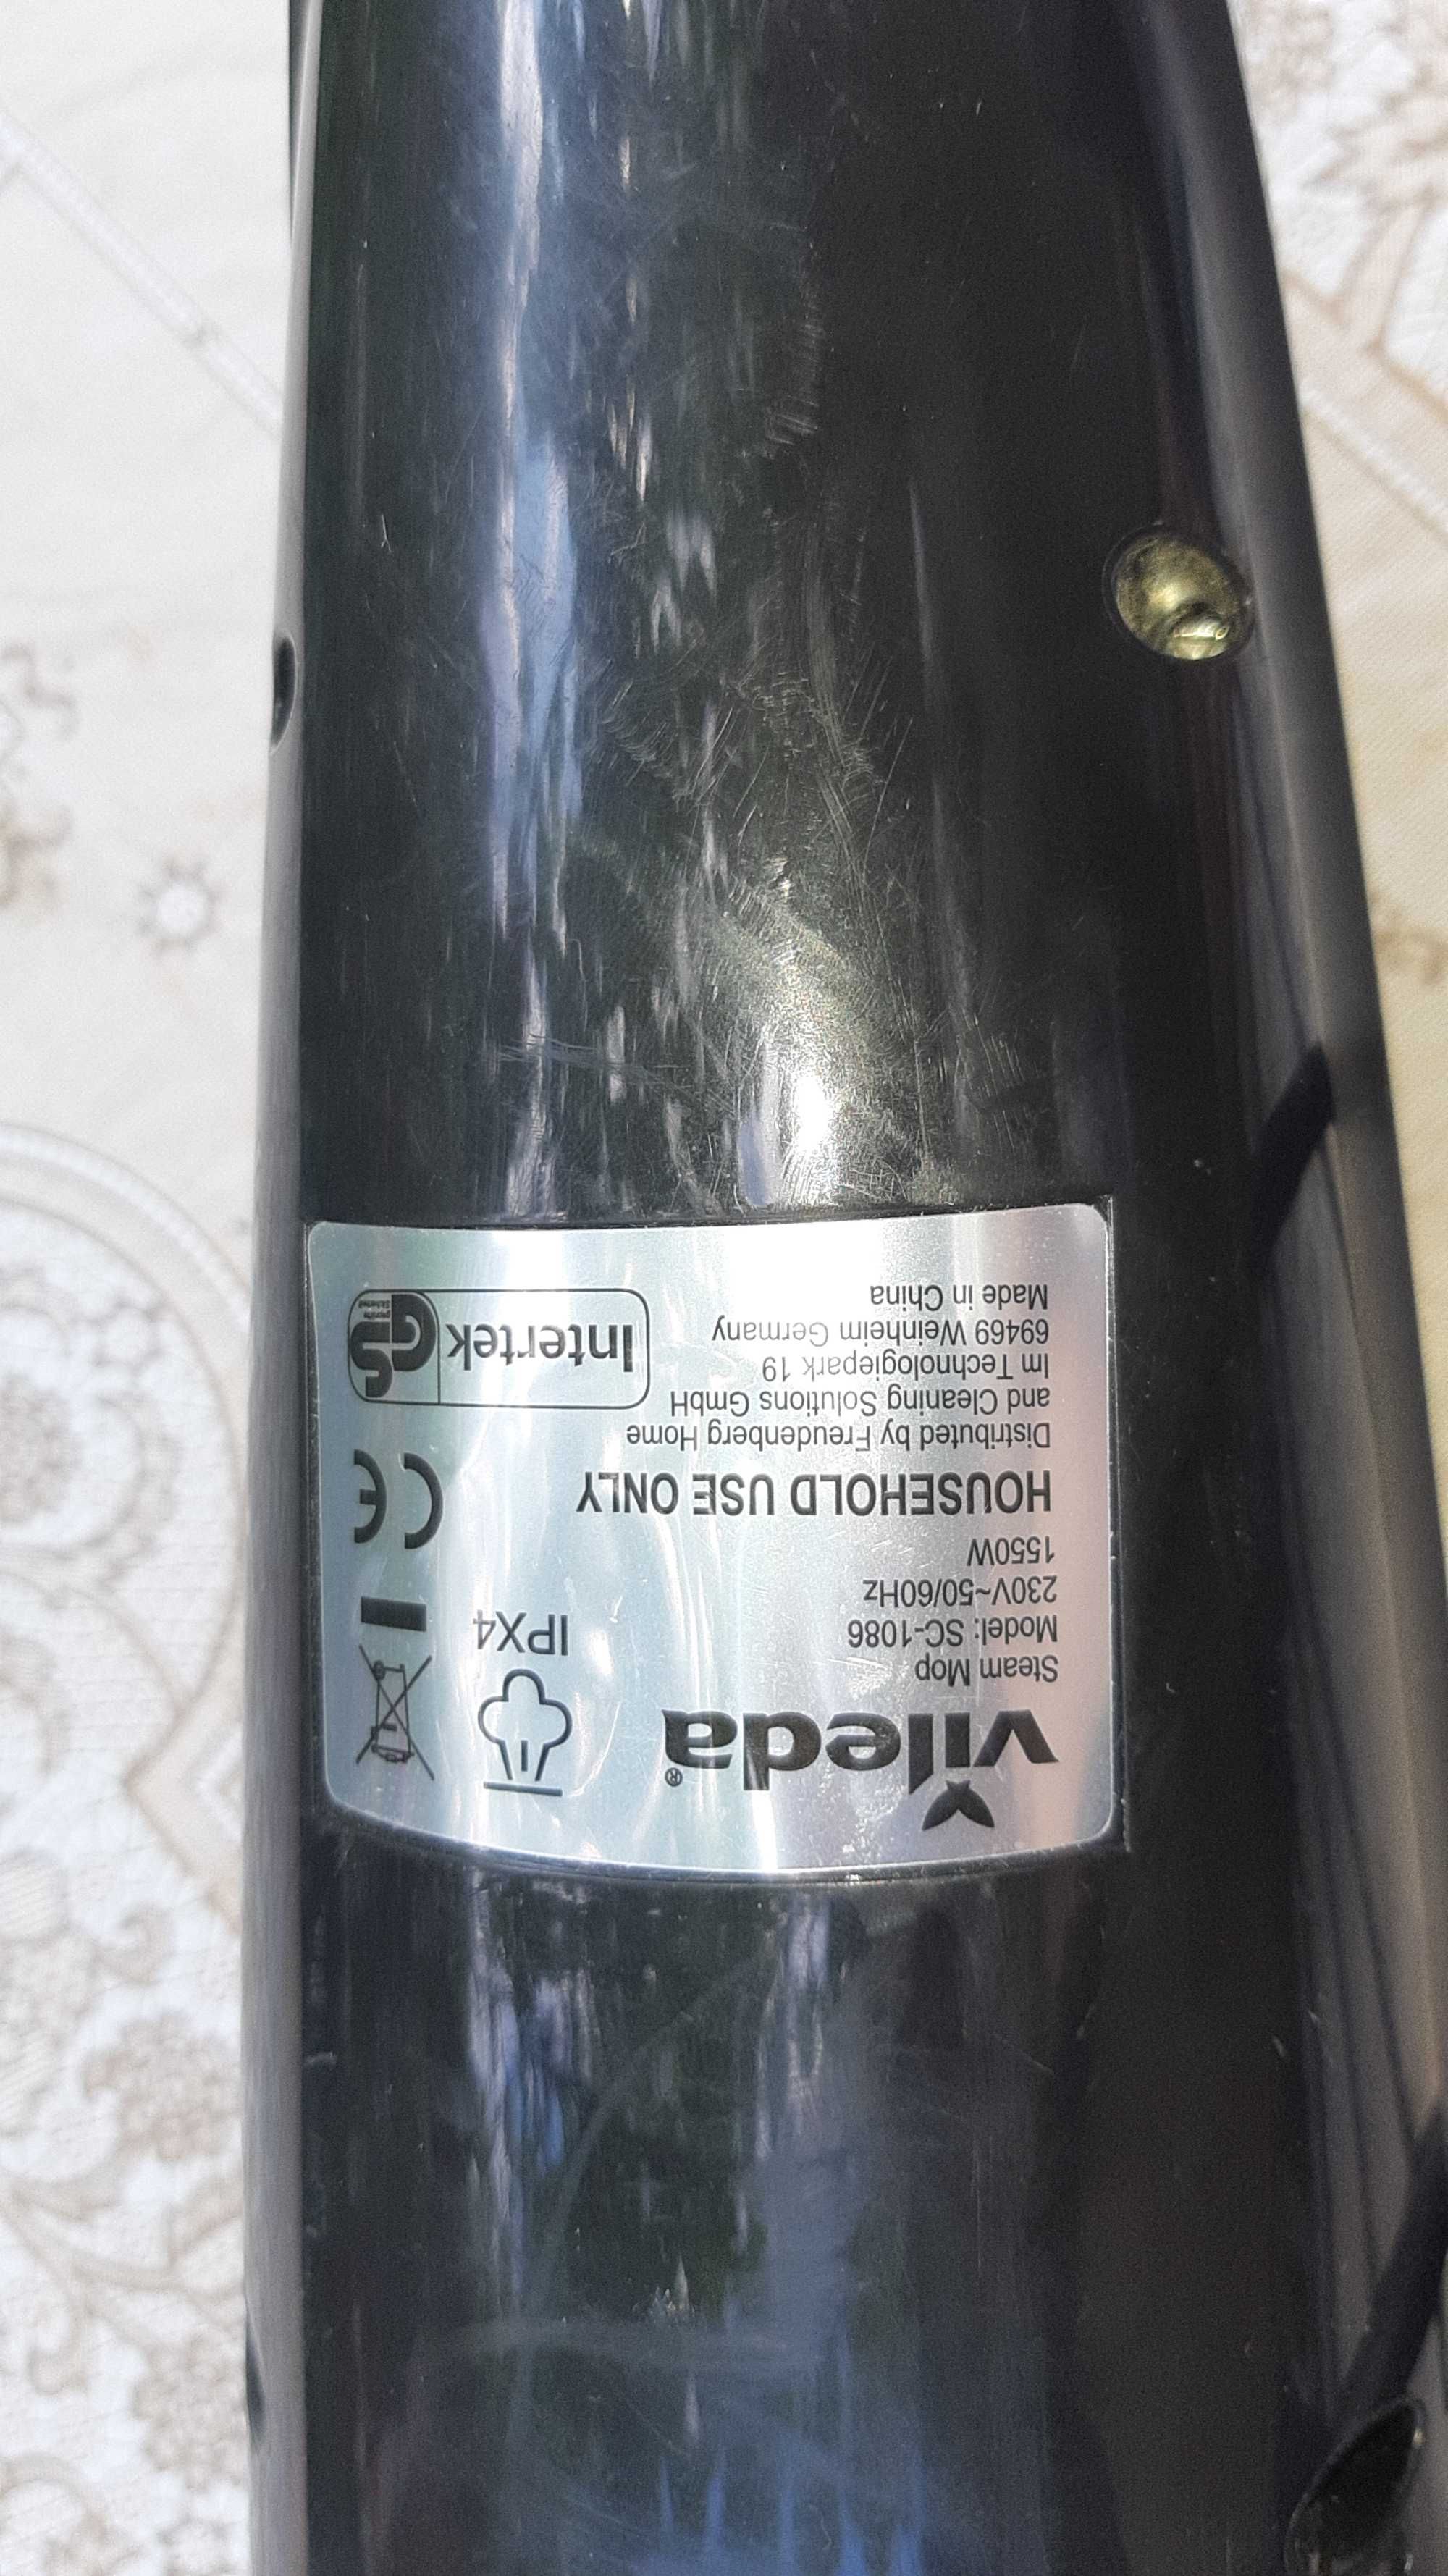 vileda®
Steam Mop
Model: SC-1086
230V~50/60Hz
1550W
IPX4
HOUSEHOLD USE ONLY
Distributed by Freudenberg Home
and Cleaning Solutions GmbH
Im Technologiepark 19
69469 Weinheim Germany
Made in China
CE
Intertek
GS